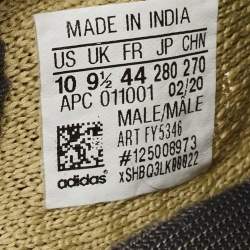 MADE IN INDIA
US UK FR JP CHN
10 9½ 44 280 270
APC 011001 02/20
MALE/MALE
ART FY5346
#125008973
xSHBQ3LK00022
adidas